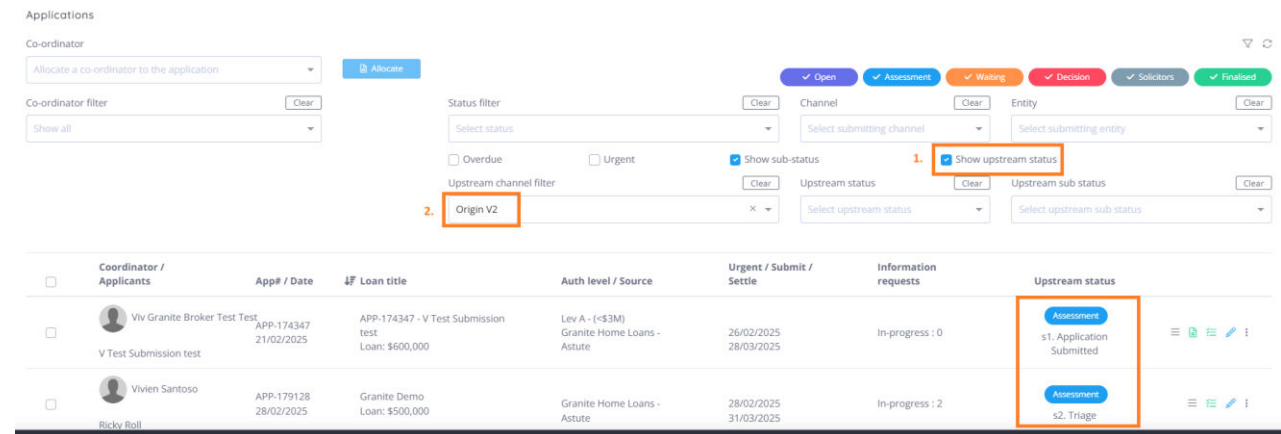 Applications
Co-ordinator
Allocate a co-ordinator to the application
Allocate
Open
Assessment
Waiting
Decision
Solicitors
Finalised
Co-ordinator filter Clear
Status filter Clear
Channel Clear
Entity Clear
Show all
Select status
Select submitting channel
Select submitting entity
Overdue
Urgent
Show sub-status
1. Show upstream status
Upstream channel filter Clear
Upstream status Clear
Upstream sub status Clear
2. Origin V2
Select upstream status
Select upstream sub status
Coordinator /
Applicants
App# / Date
Loan title
Auth level / Source
Urgent / Submit /
Settle
Information
requests
Upstream status
Viv Granite Broker Test Test
V Test Submission test
APP-174347
21/02/2025
APP-174347 - V Test Submission
test
Loan: $600,000
Lev A - (<$3M)
Granite Home Loans -
Astute
26/02/2025
28/03/2025
In-progress : 0
Assessment
s1. Application
Submitted
Vivien Santoso
Ricky Roll
APP-179128
28/02/2025
Granite Demo
Loan: $500,000
Granite Home Loans -
Astute
28/02/2025
31/03/2025
In-progress : 2
Assessment
s2. Triage